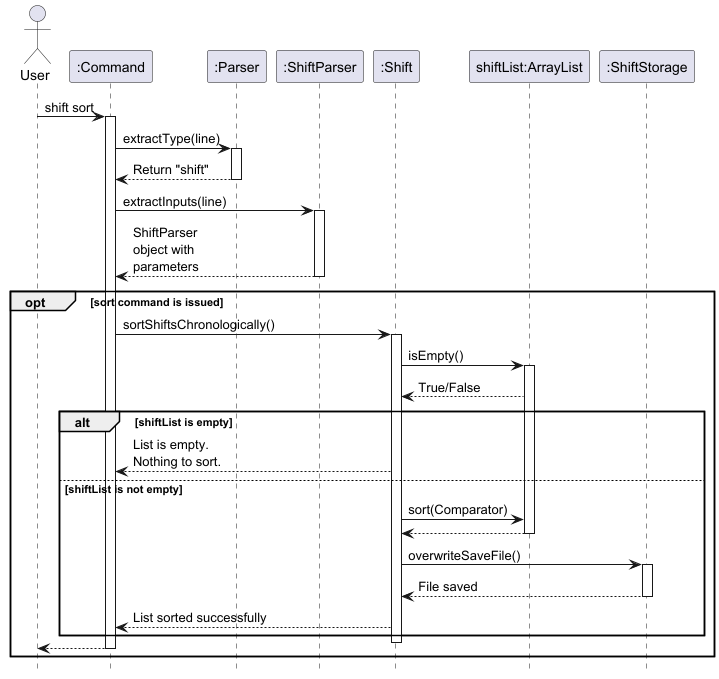 User
:Command
:Parser
:ShiftParser
:Shift
shiftList:ArrayList
:ShiftStorage
shift sort
extractType(line)
Return "shift"
extractInputs(line)
ShiftParser
object with
parameters
opt
[sort command is issued]
sortShiftsChronologically()
isEmpty()
True/False
alt
[shiftList is empty]
List is empty.
Nothing to sort.
[shiftList is not empty]
sort(Comparator)
overwriteSaveFile()
File saved
List sorted successfully